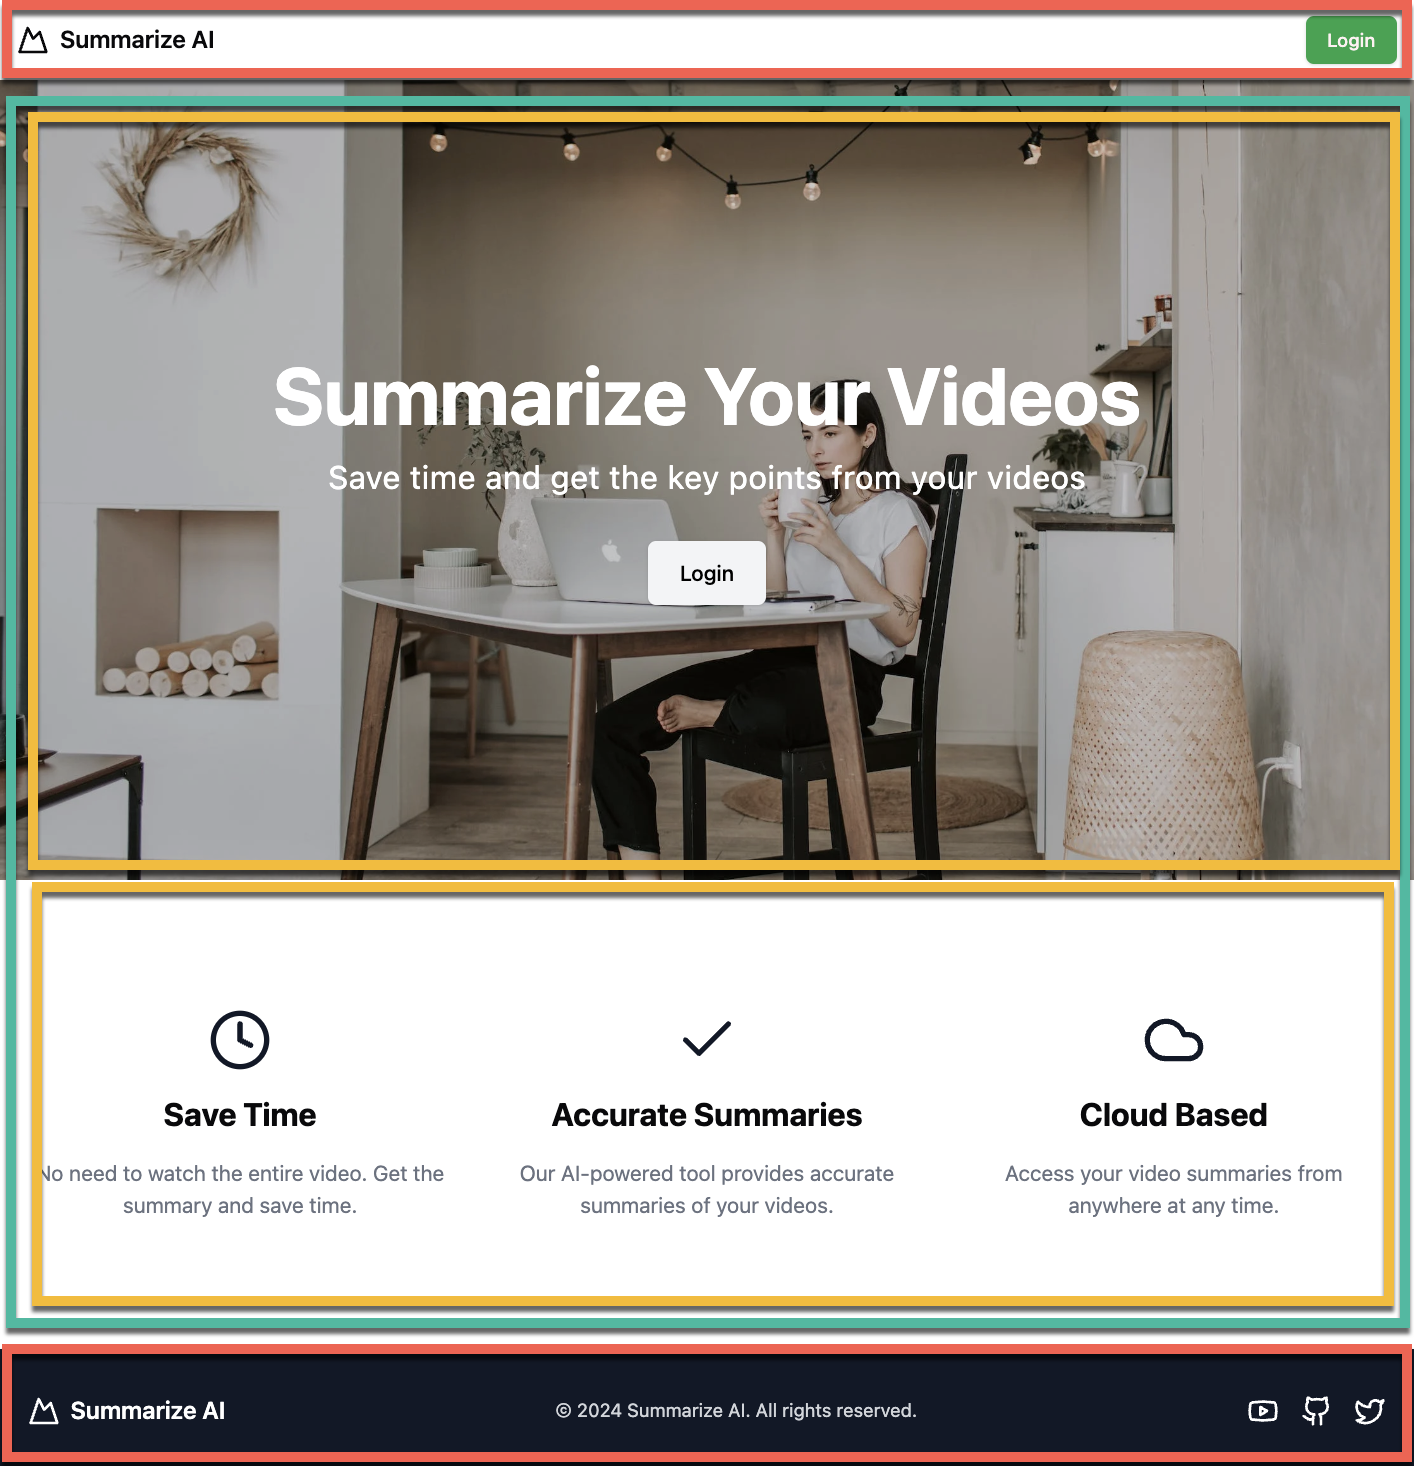 Summarize AI
Login
Summarize Your Videos
Save time and get the key points from your videos
Login
Save Time
No need to watch the entire video. Get the
summary and save time.
Accurate Summaries
Our AI-powered tool provides accurate
summaries of your videos.
Cloud Based
Access your video summaries from
anywhere at any time.
Summarize AI
© 2024 Summarize AI. All rights reserved.